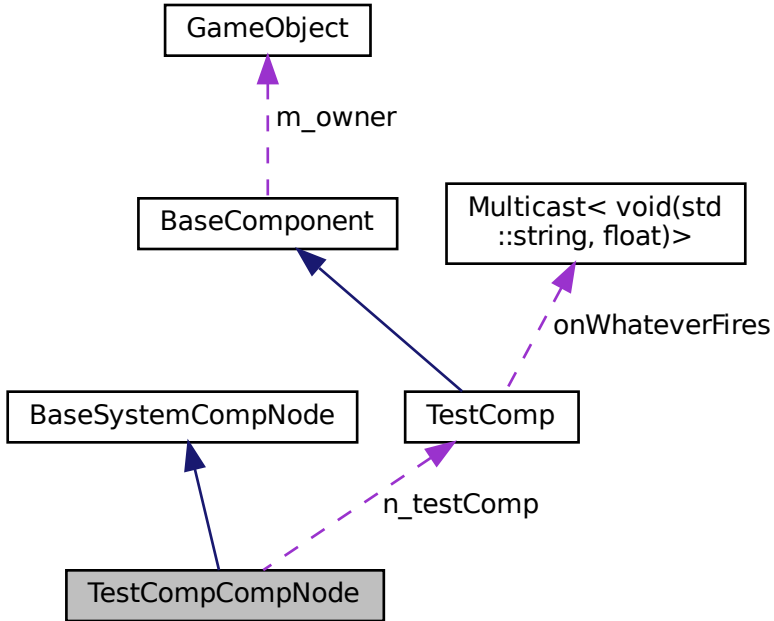 GameObject
m_owner
BaseComponent
Multicast< void(std
::string, float)>
onWhateverFires
BaseSystemCompNode
TestComp
n_testComp
TestCompCompNode